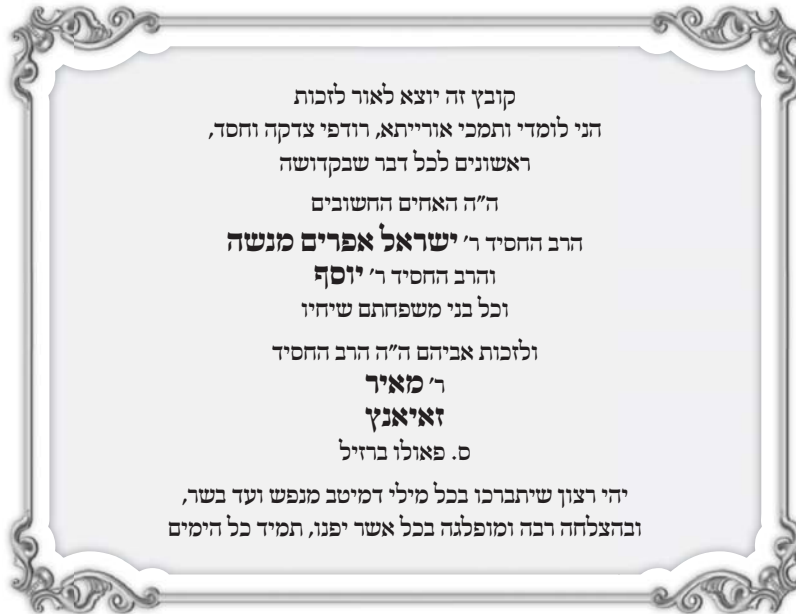 קובץ זה יוצא לאור לזכות
הני לומדי ותמכי אורייתא, רודפי צדקה וחסד,
ראשונים לכל דבר שבקדושה
ה"ה האחים החשובים
הרב החסיד ר' ישראל אפרים מנשה
והרב החסיד ר' יוסף
וכל בני משפחתם שיחיו
ולזכות אביהם ה"ה הרב החסיד
ר' מאיר
זאיאנץ
ס. פאולו ברזיל
יהי רצון שיתברכו בכל מילי דמיטב מנפש ועד בשר,
ובהצלחה רבה ומופלגה בכל אשר יפנו, תמיד כל הימים